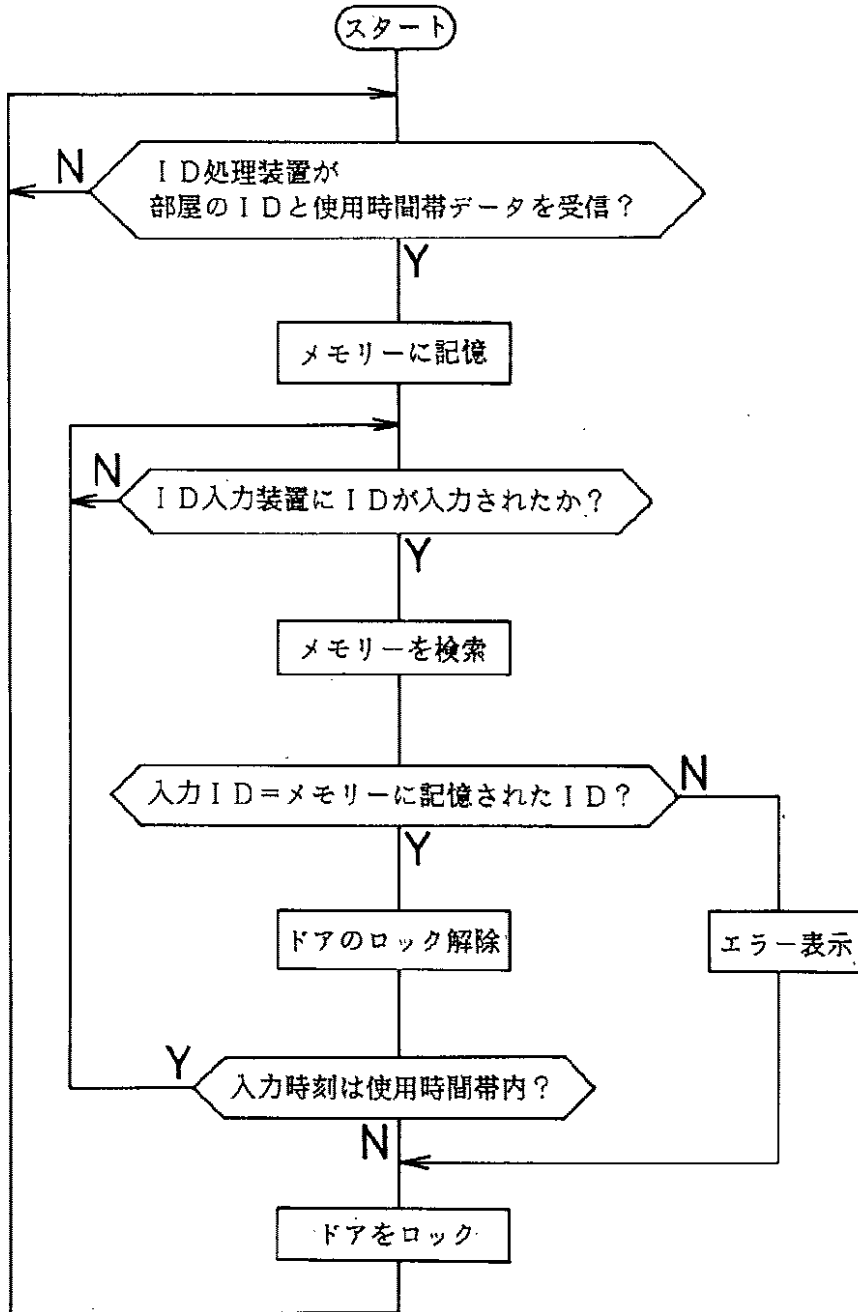 スタート
N
ID処理装置が
部屋のIDと使用時間帯データを受信?
Y
メモリーに記憶
N
ID入力装置にIDが入力されたか?
Y
メモリーを検索
入力ID=メモリーに記憶されたID?
N
Y
ドアのロック解除
エラー表示
Y
入力時刻は使用時間帯内?
N
ドアをロック